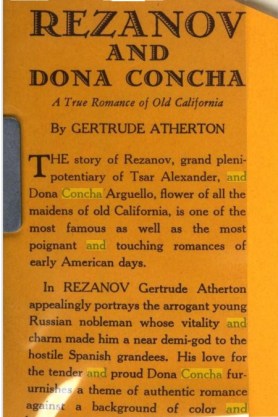 REZANOV
AND
DONA CONCHA
A True Romance of Old California
By GERTRUDE ATHERTON
THE story of Rezanov, grand pleni-
potentiary of Tsar Alexander, and
Dona Concha Arguello, flower of all the
maidens of old California, is one of the
most famous as well as the most
poignant and touching romances of
early American days.
In REZANOV Gertrude Atherton
appealingly portrays the arrogant young
Russian nobleman whose vitality and
charm made him a near demi-god to the
hostile Spanish grandees. His love for
the tender and proud Dona Concha fur-
urnishes a theme of authentic romance
against a background of color and